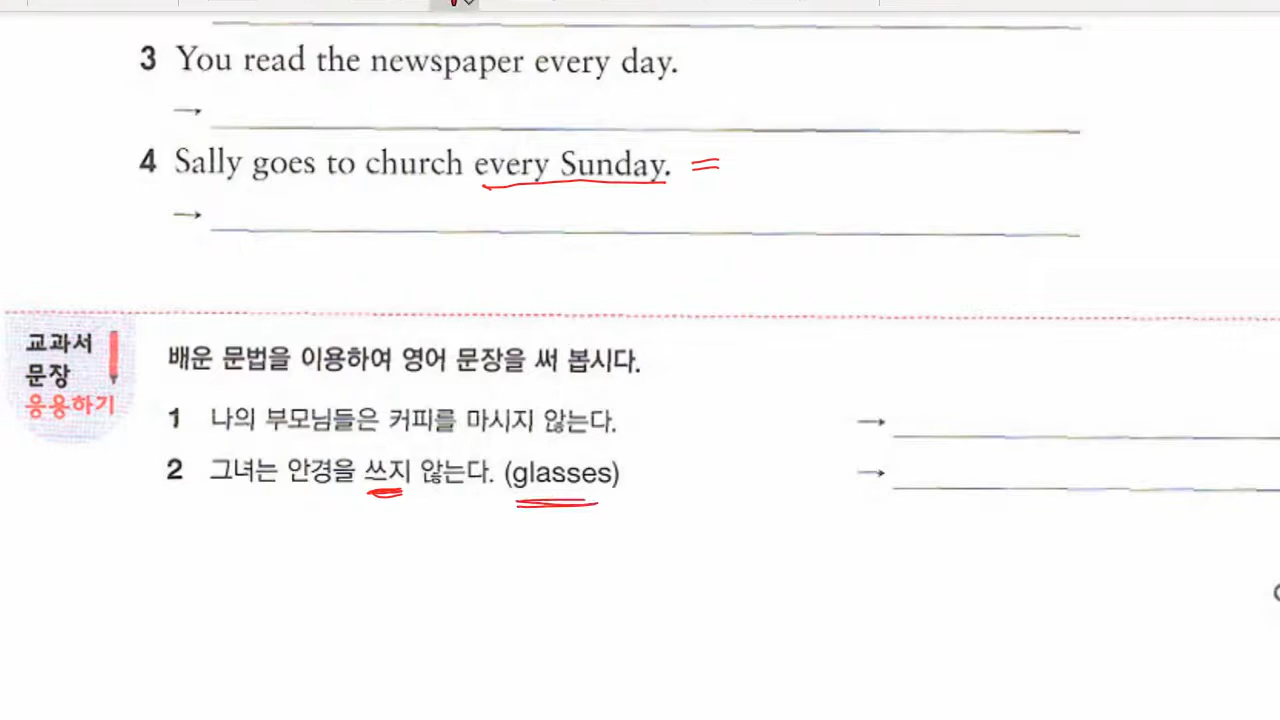 3 You read the newspaper every day.
→
4 Sally goes to church every Sunday. =
→
교과서
문장
응용하기
배운 문법을 이용하여 영어 문장을 써 봅시다.
1 나의 부모님들은 커피를 마시지 않는다. →
2 그녀는 안경을 쓰지 않는다. (glasses) →